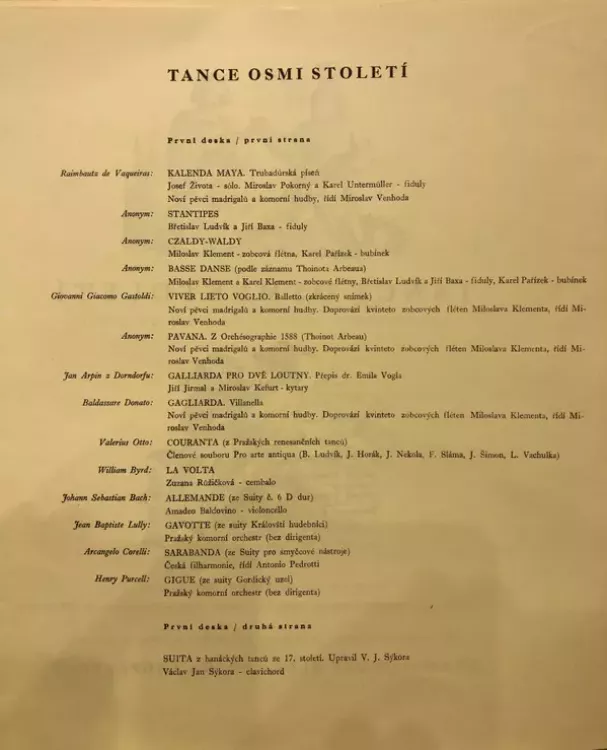 TANCE OSMI STOLETÍ
První deska / první strana
Raimbautz de Vaqueiras: KALENDA MAYA. Trubadúrská píseň
Josef Života - sólo. Miroslav Pokorný a Karel Untermüller - fiduly
Noví pěvci madrigalů a komorní hudby, řídí Miroslav Venhoda
Anonym: STANTIPES
Břetislav Ludvík a Jiří Baxa - fiduly
Anonym: CZALDY-WALDY
Miloslav Klement - zobcová flétna, Karel Pařízek - bubínek
Anonym: BASSE DANSE (podle záznamu Thoinota Arbeaua)
Miloslav Klement a Karel Klement - zobcové flétny, Břetislav Ludvík a Jiří Baxa - fiduly, Karel Pařízek - bubínek
Giovanni Giacomo Gastoldi: VIVER LIETO VOGLIO. Balletto (zkrácený snímek)
Noví pěvci madrigalů a komorní hudby. Doprovází kvinteto zobcových fléten Miloslava Klementa, řídí Mi-
roslav Venhoda
Anonym: PAVANA. Z Orchésographie 1588 (Thoinot Arbeau)
Noví pěvci madrigalů a komorní hudby. Doprovází kvinteto zobcových fléten Miloslava Klementa, řídí Mi-
roslav Venhoda
Jan Arpin z Dorndorfu: GALLIARDA PRO DVĚ LOUTNY. Přepis dr. Emila Vogla
Jiří Jirmal a Miroslav Kefurt - kytary
Baldassare Donato: GAGLIARDA. Villanella
Noví pěvci madrigalů a komorní hudby. Doprovází kvinteto zobcových fléten Miloslava Klementa, řídí Mi-
roslav Venhoda
Valerius Otto: COURANTA (z Pražských renesančních tanců)
Členové souboru Pro arte antiqua (B. Ludvík, J. Horák, J. Nekola, F. Sláma, J. Šimon, L. Vachulka)
William Byrd: LA VOLTA
Zuzana Růžičková - cembalo
Johann Sebastian Bach: ALLEMANDE (ze Suity č. 6 D dur)
Amadeo Baldovino - violoncello
Jean Baptiste Lully: GAVOTTE (ze suity Královští hudebníci)
Pražský komorní orchestr (bez dirigenta)
Arcangelo Corelli: SARABANDA (ze Suity pro smyčcové nástroje)
Česká filharmonie, řídí Antonio Pedrotti
Henry Purcell: GIGUE (ze suity Gordický uzel)
Pražský komorní orchestr (bez dirigenta)
První deska / druhá strana
SUITA z hanáckých tanců ze 17. století. Upravil V. J. Sýkora
Václav Jan Sýkora - clavichord